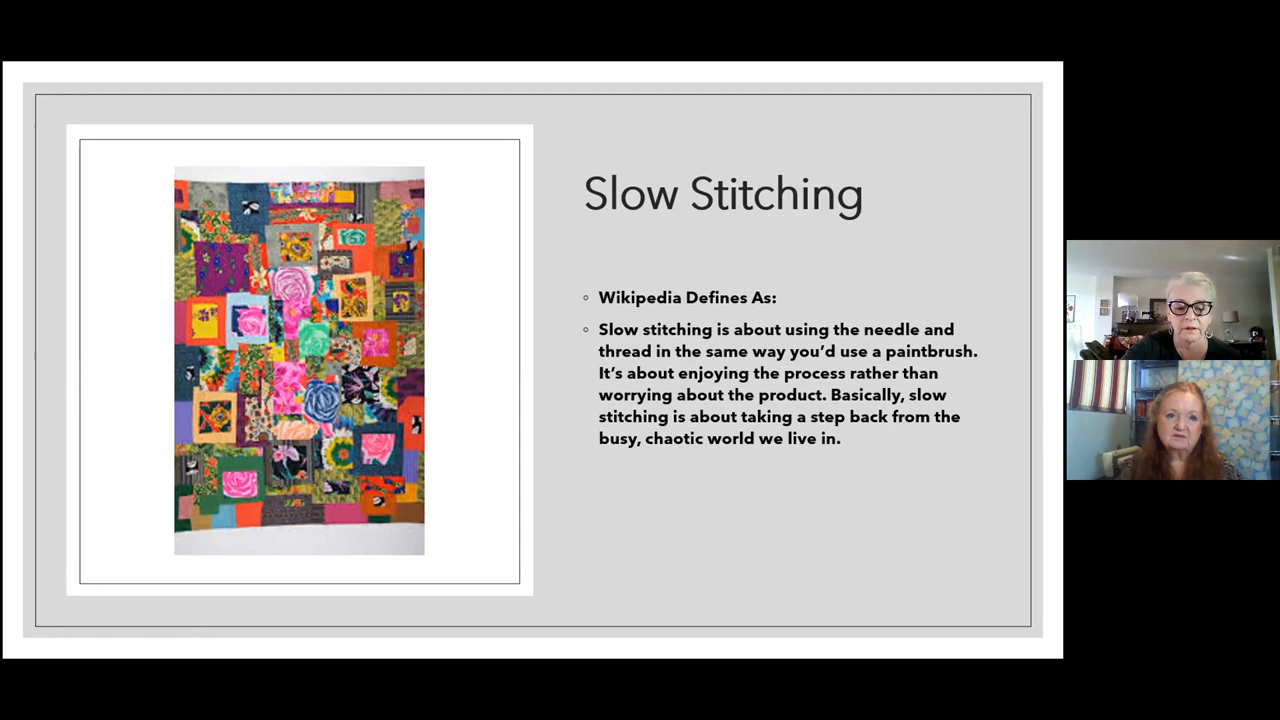 Slow Stitching
◦ Wikipedia Defines As:
◦ Slow stitching is about using the needle and
thread in the same way you’d use a paintbrush.
It’s about enjoying the process rather than
worrying about the product. Basically, slow
stitching is about taking a step back from the
busy, chaotic world we live in.